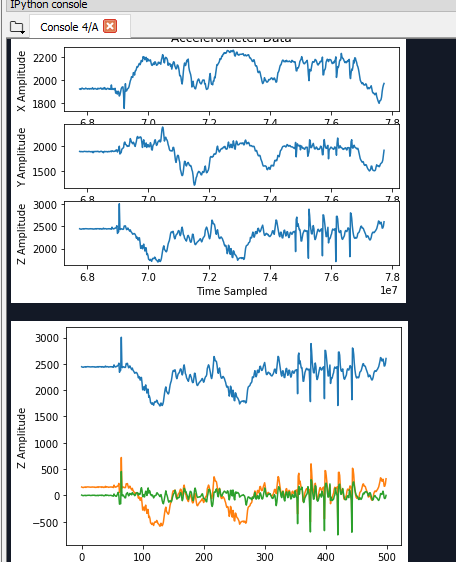 IPython console
Console 4/A
Accelerometer Data
X Amplitude
2200
2000
1800
6.8 7.0 7.2 7.4 7.6 7.8
Y Amplitude
2000
1500
6.8 7.0 7.2 7.4 7.6 7.8
Z Amplitude
3000
2500
2000
6.8 7.0 7.2 7.4 7.6 7.8
1e7
Time Sampled
Z Amplitude
3000
2500
2000
1500
1000
500
0
−500
0 100 200 300 400 500